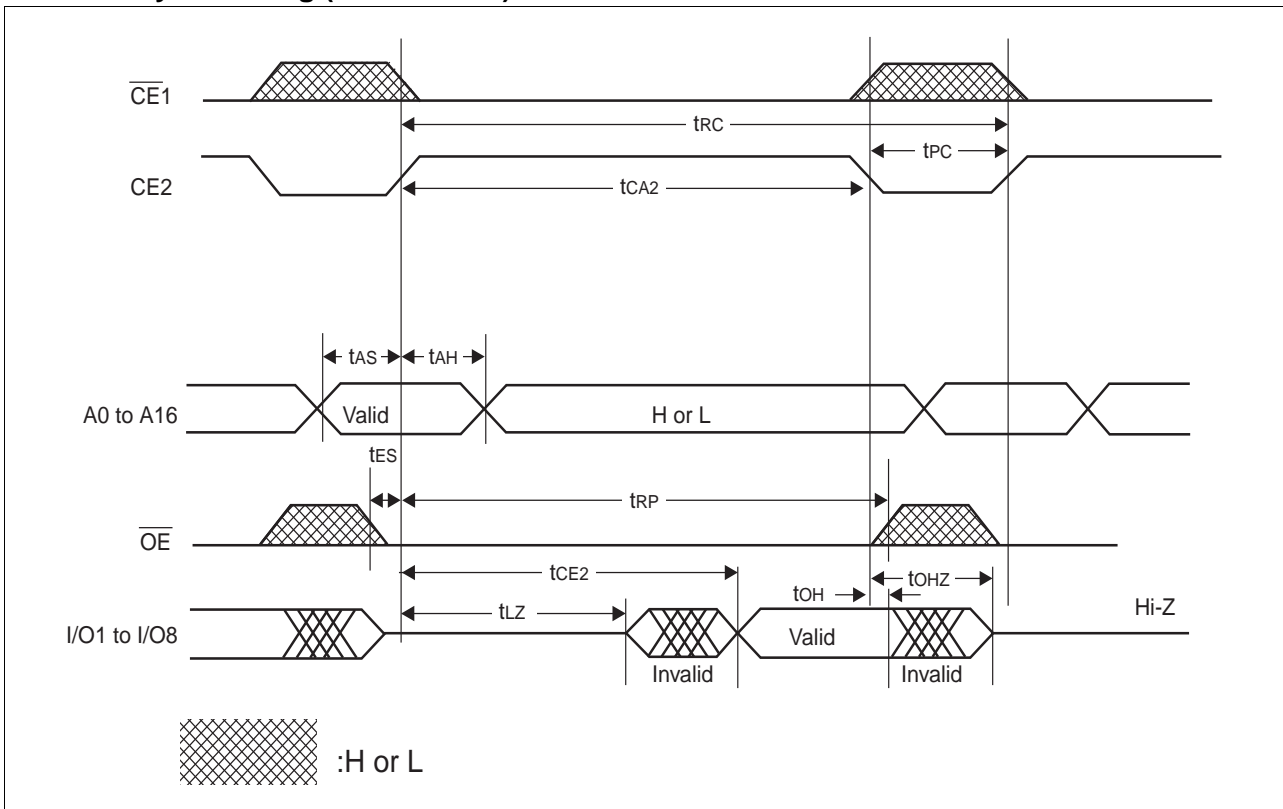 CE1
tRC
tPC
CE2
tCA2
tAS
tAH
A0 to A16
Valid
H or L
tES
tRP
OE
tCE2
tOH
tOHZ
tLZ
Hi-Z
I/O1 to I/O8
Valid
Invalid
Invalid
:H or L